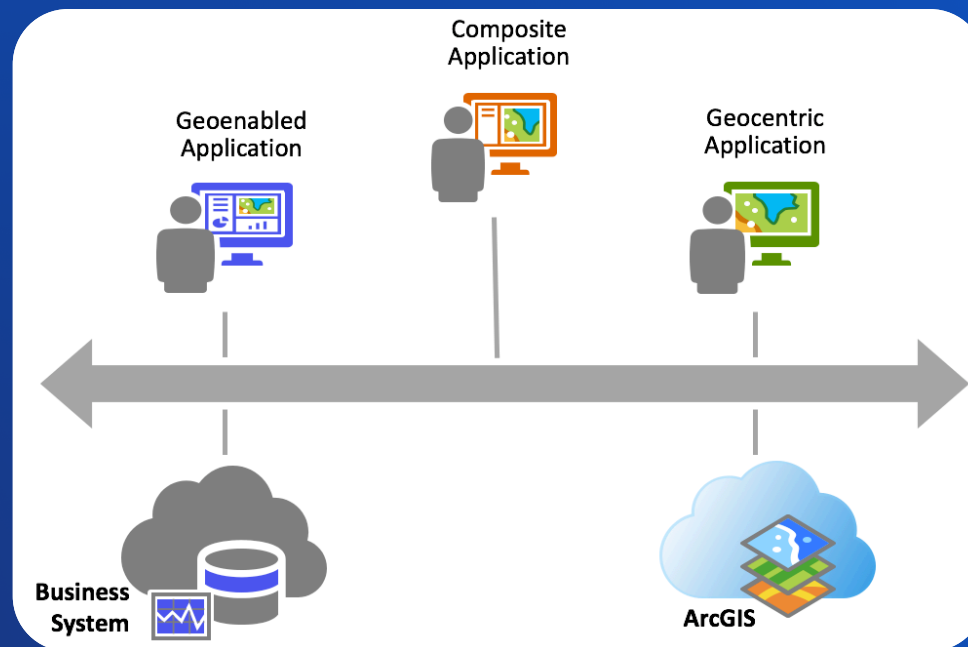 Composite
Application
Geoenabled
Application
Geocentric
Application
Business
System
ArcGIS